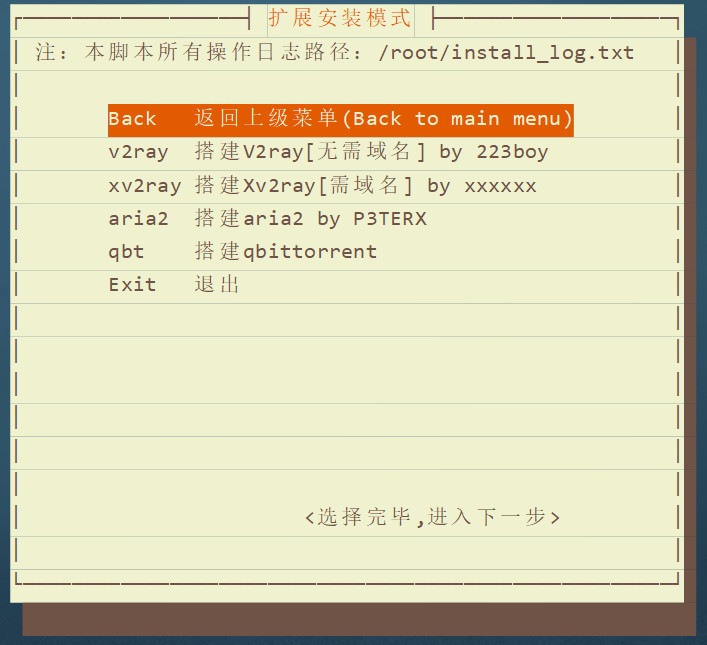 扩展安装模式
注: 本脚本所有操作日志路径: /root/install_log.txt
Back 返回上级菜单(Back to main menu)
v2ray 搭建V2ray[无需域名] by 223boy
xv2ray 搭建Xv2ray[需域名] by xxxxxx
aria2 搭建aria2 by P3TERX
qbt 搭建qbittorrent
Exit 退出
<选择完毕,进入下一步>